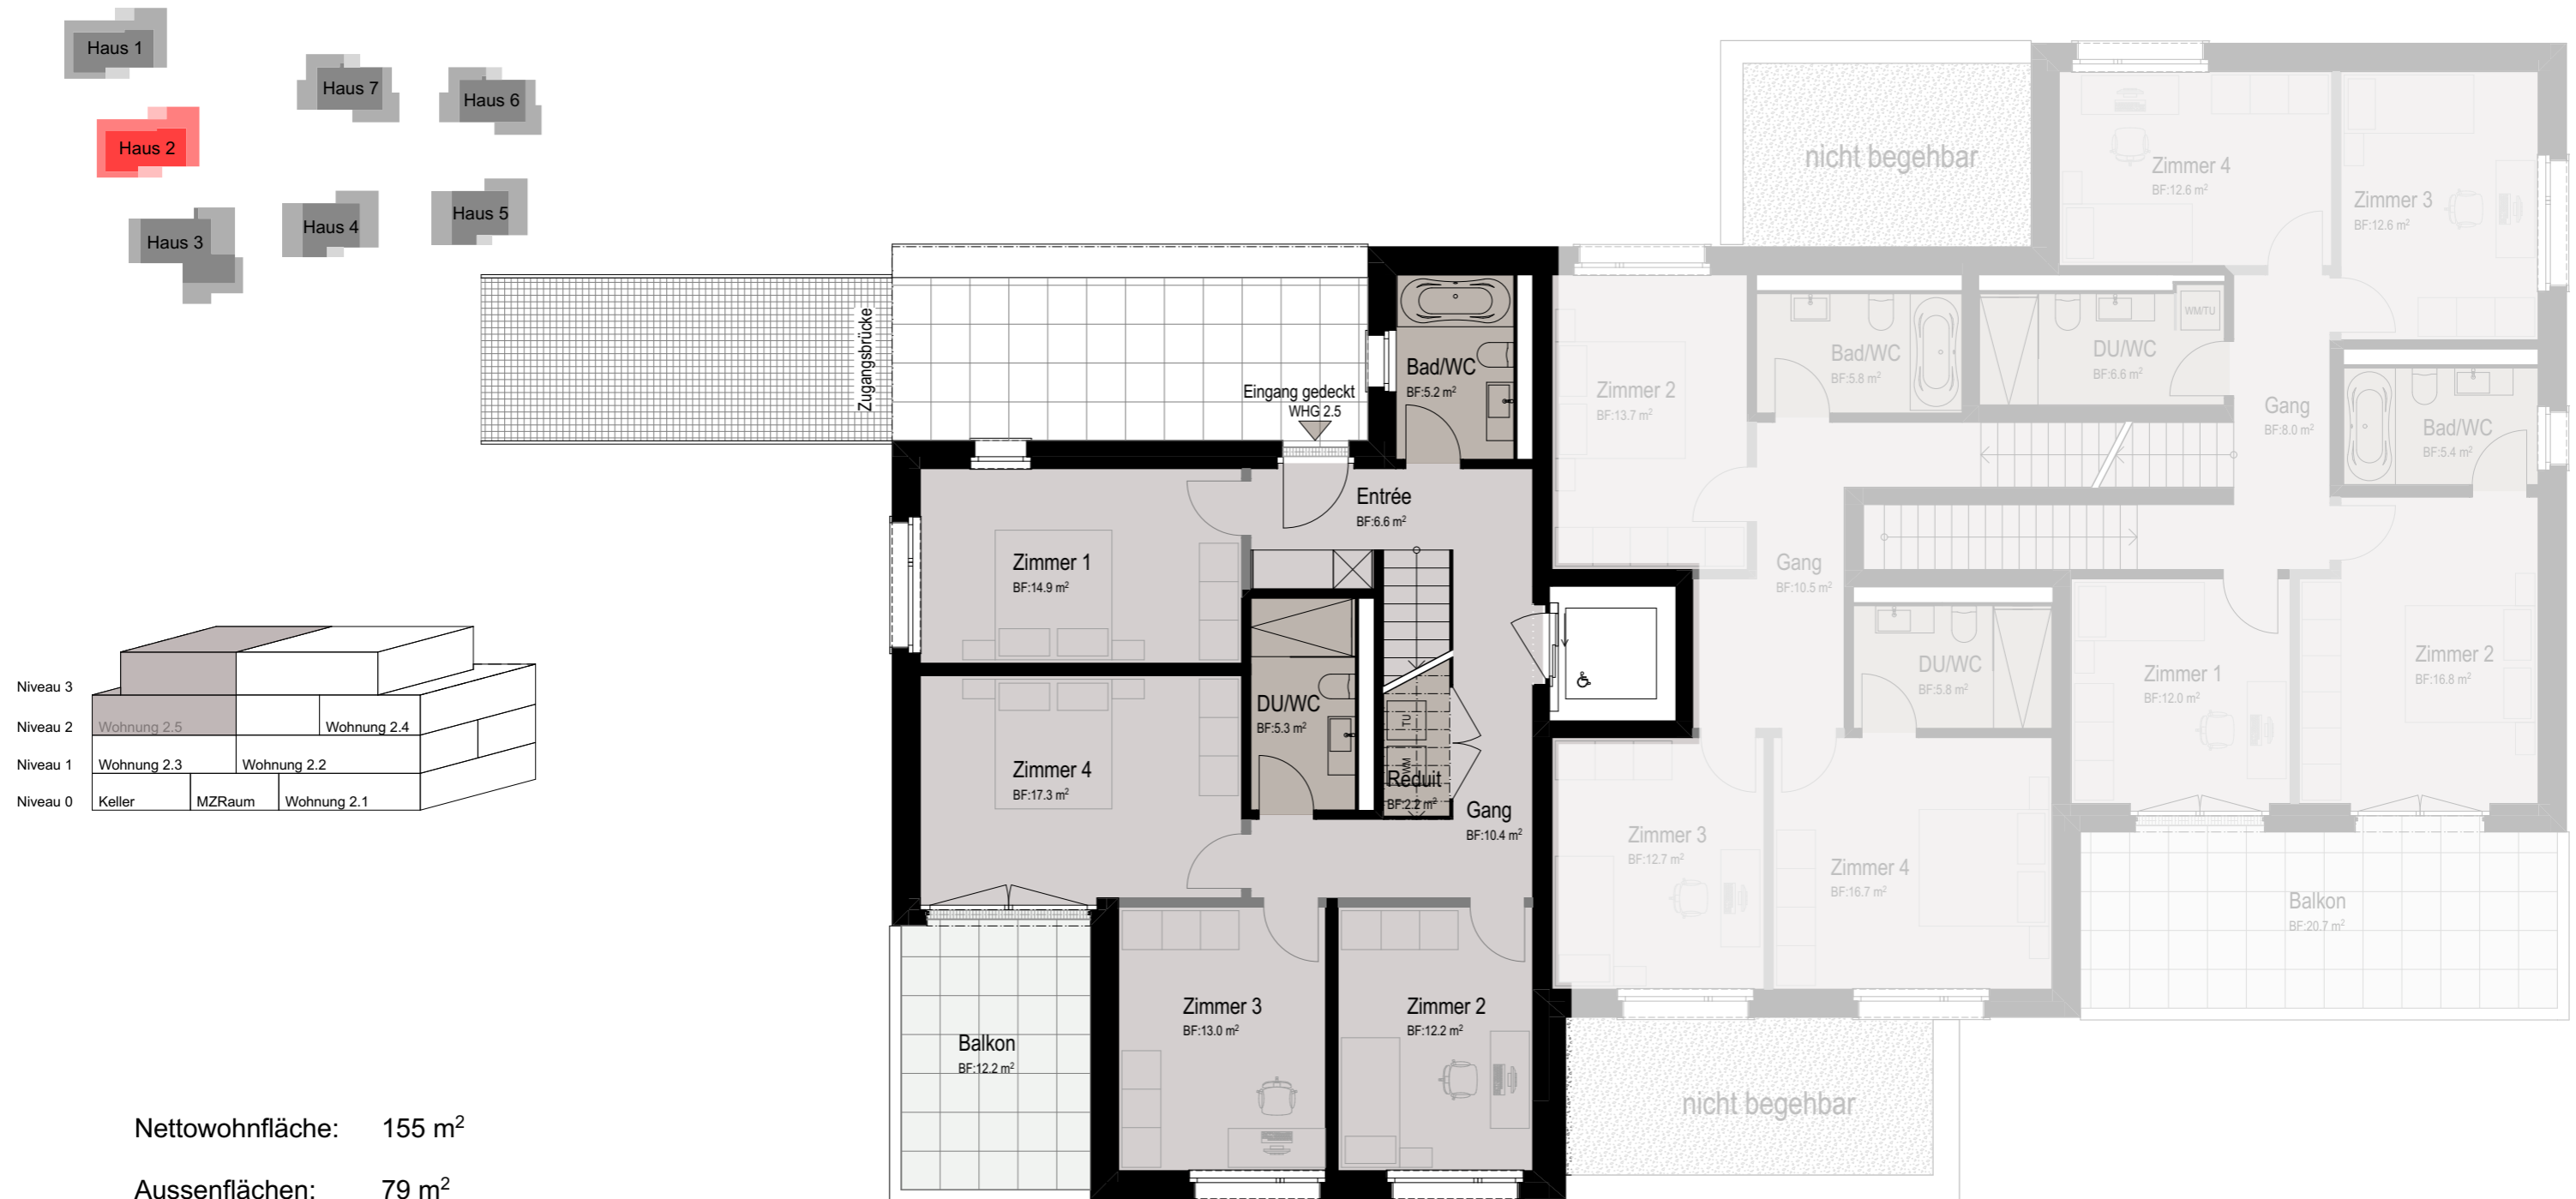 Haus 1
Haus 7
Haus 6
Haus 2
Haus 5
Haus 4
Haus 3
Niveau 3
Niveau 2
Wohnung 2.5
Wohnung 2.4
Niveau 1
Wohnung 2.3
Wohnung 2.2
Niveau 0
Keller
MZRaum
Wohnung 2.1
Nettowohnfläche: 155 m²
Aussenflächen: 79 m²
Zugangsbrücke
Eingang gedeckt
WHG 2.5
Bad/WC
BF:5.2 m²
Entrée
BF:6.6 m²
Zimmer 1
BF:14.9 m²
DU/WC
BF:5.3 m²
Zimmer 4
BF:17.3 m²
TU
WM
Réduit
BF:2.2 m²
Gang
BF:10.4 m²
Zimmer 3
BF:13.0 m²
Zimmer 2
BF:12.2 m²
Balkon
BF:12.2 m²
nicht begehbar
Zimmer 4
BF:12.6 m²
Zimmer 3
BF:12.6 m²
Zimmer 2
BF:13.7 m²
Bad/WC
BF:5.8 m²
DU/WC
BF:6.6 m²
WM/TU
Gang
BF:8.0 m²
Bad/WC
BF:5.4 m²
Gang
BF:10.5 m²
DU/WC
BF:5.8 m²
Zimmer 1
BF:12.0 m²
Zimmer 2
BF:16.8 m²
Zimmer 3
BF:12.7 m²
Zimmer 4
BF:16.7 m²
Balkon
BF:20.7 m²
nicht begehbar